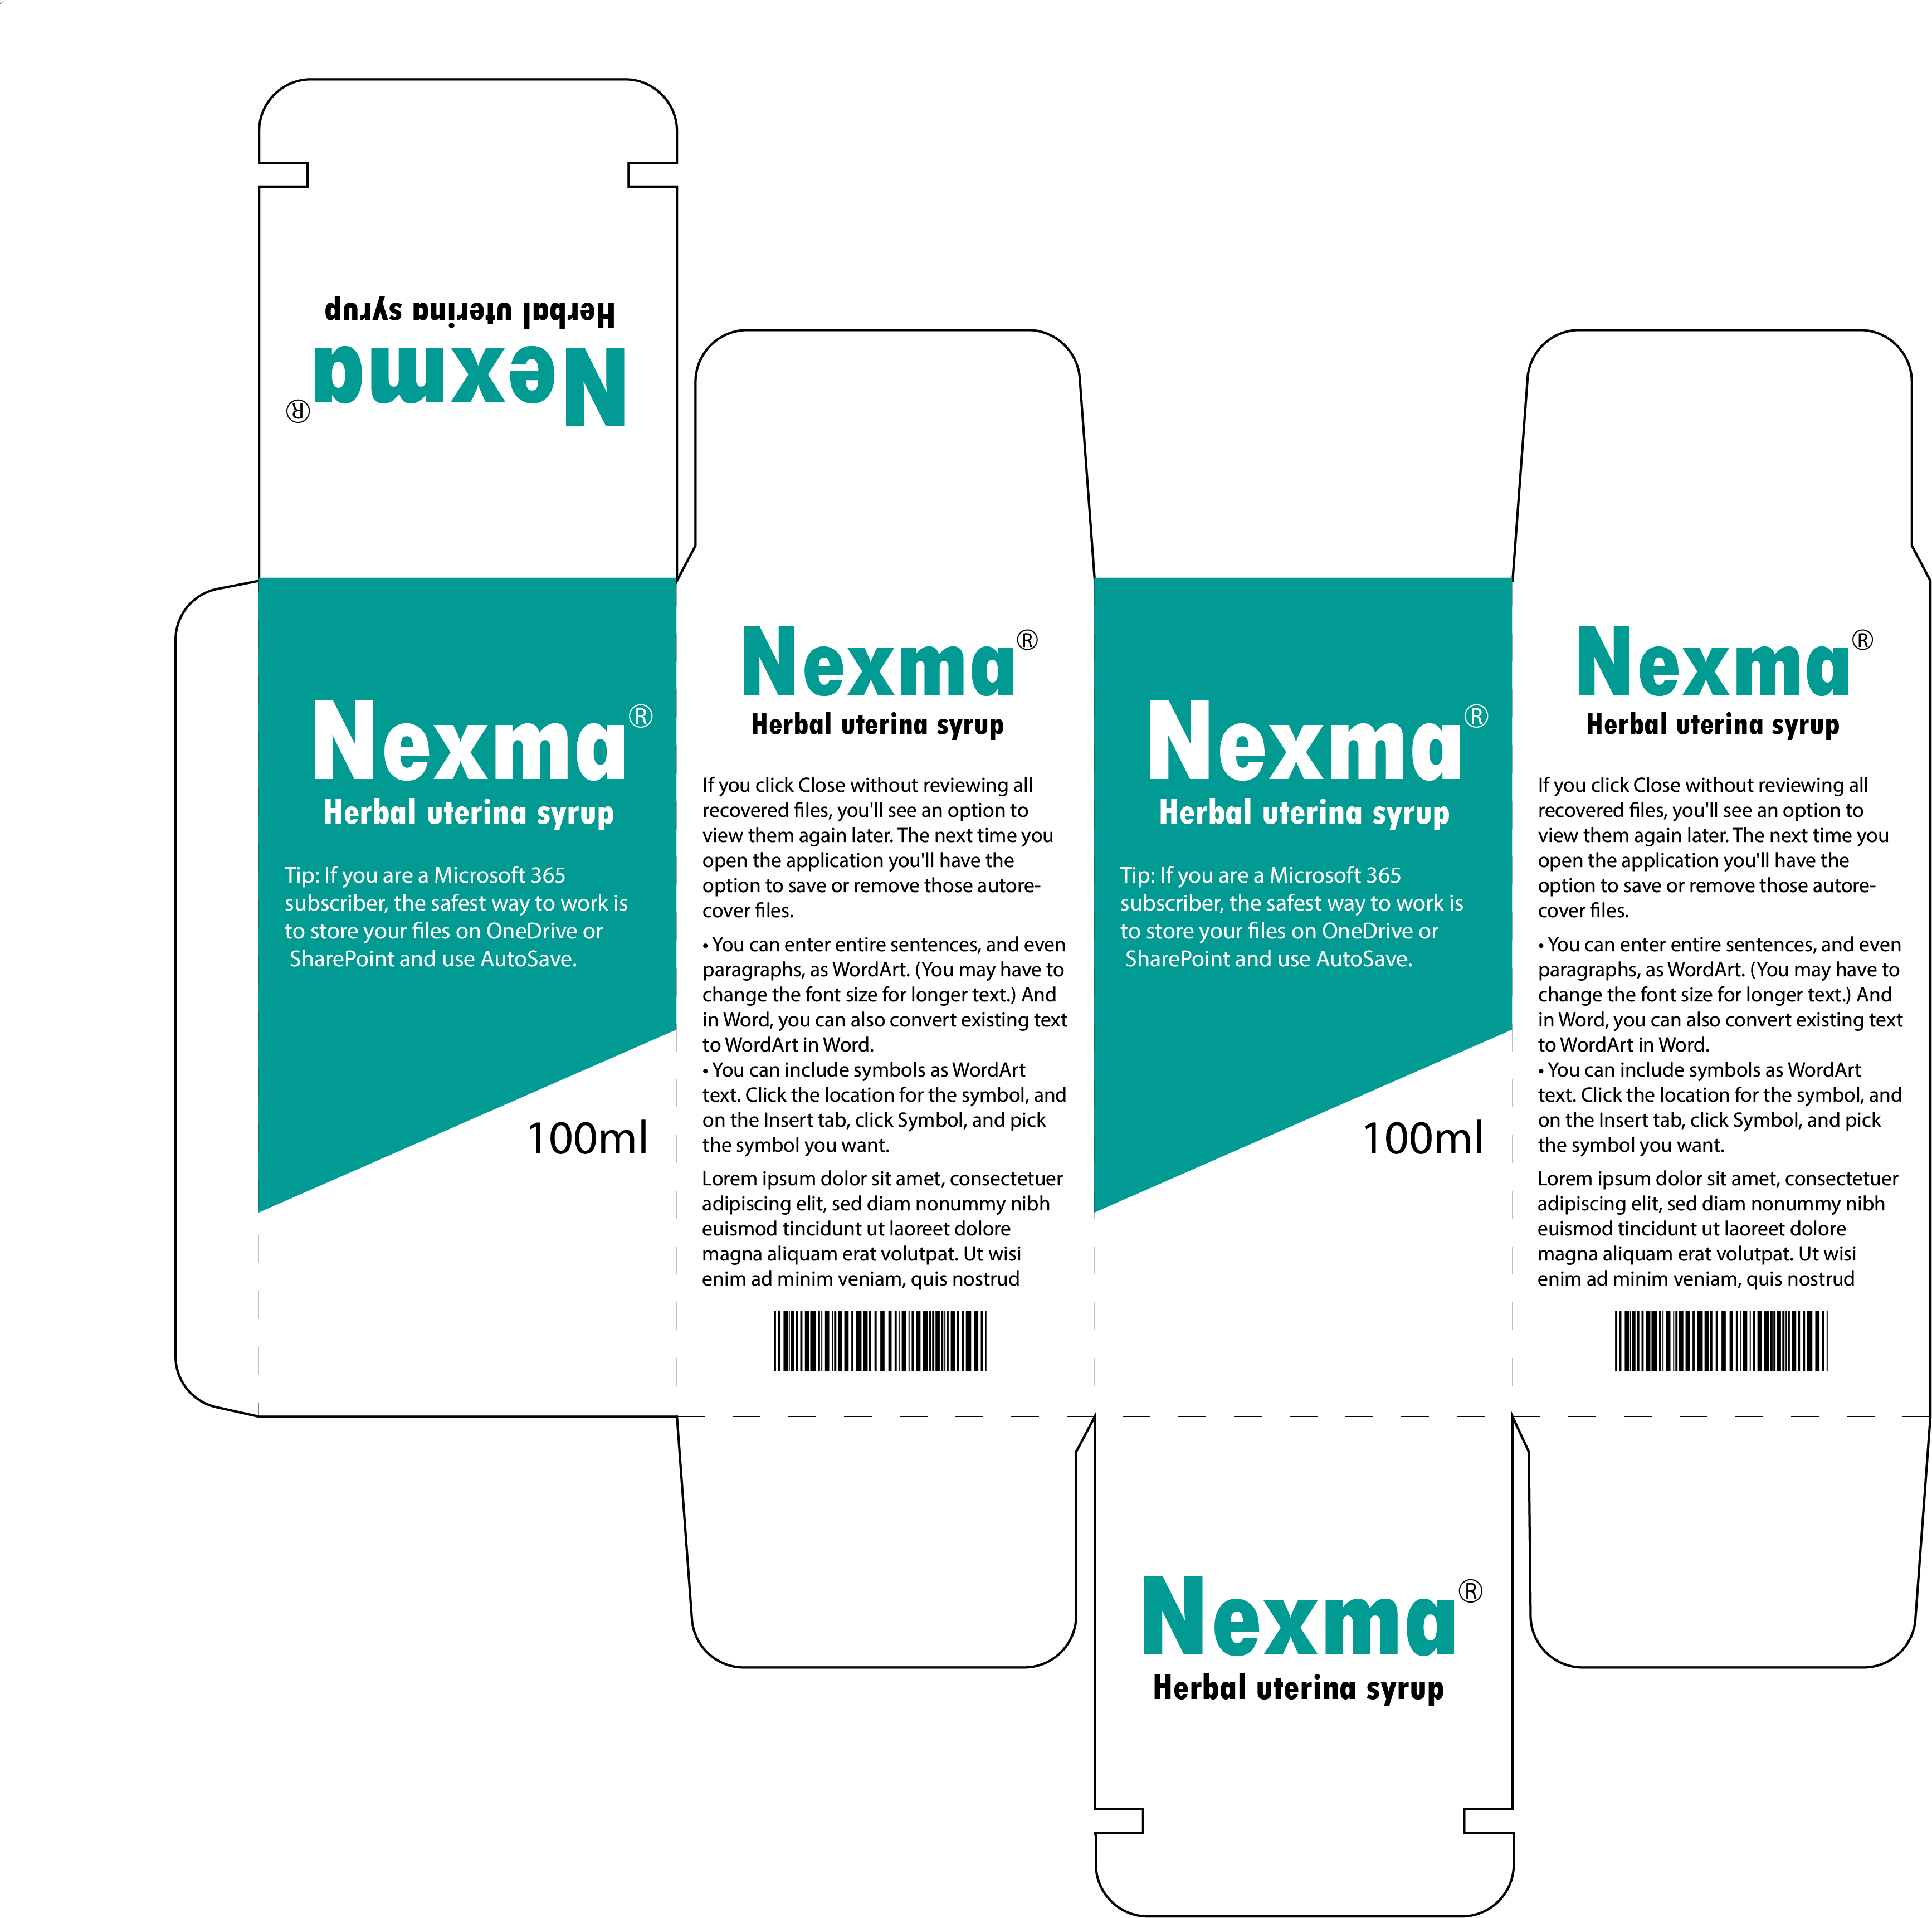 Herbal uterina syrup
Nexma®
Nexma®
Herbal uterina syrup
Tip: If you are a Microsoft 365
subscriber, the safest way to work is
to store your files on OneDrive or
SharePoint and use AutoSave.
100ml
Nexma®
Herbal uterina syrup
If you click Close without reviewing all
recovered files, you'll see an option to
view them again later. The next time you
open the application you'll have the
option to save or remove those autore-
cover files.
• You can enter entire sentences, and even
paragraphs, as WordArt. (You may have to
change the font size for longer text.) And
in Word, you can also convert existing text
to WordArt in Word.
• You can include symbols as WordArt
text. Click the location for the symbol, and
on the Insert tab, click Symbol, and pick
the symbol you want.
Lorem ipsum dolor sit amet, consectetuer
adipiscing elit, sed diam nonummy nibh
euismod tincidunt ut laoreet dolore
magna aliquam erat volutpat. Ut wisi
enim ad minim veniam, quis nostrud
Nexma®
Herbal uterina syrup
Tip: If you are a Microsoft 365
subscriber, the safest way to work is
to store your files on OneDrive or
SharePoint and use AutoSave.
100ml
Nexma®
Herbal uterina syrup
If you click Close without reviewing all
recovered files, you'll see an option to
view them again later. The next time you
open the application you'll have the
option to save or remove those autore-
cover files.
• You can enter entire sentences, and even
paragraphs, as WordArt. (You may have to
change the font size for longer text.) And
in Word, you can also convert existing text
to WordArt in Word.
• You can include symbols as WordArt
text. Click the location for the symbol, and
on the Insert tab, click Symbol, and pick
the symbol you want.
Lorem ipsum dolor sit amet, consectetuer
adipiscing elit, sed diam nonummy nibh
euismod tincidunt ut laoreet dolore
magna aliquam erat volutpat. Ut wisi
enim ad minim veniam, quis nostrud
Nexma®
Herbal uterina syrup